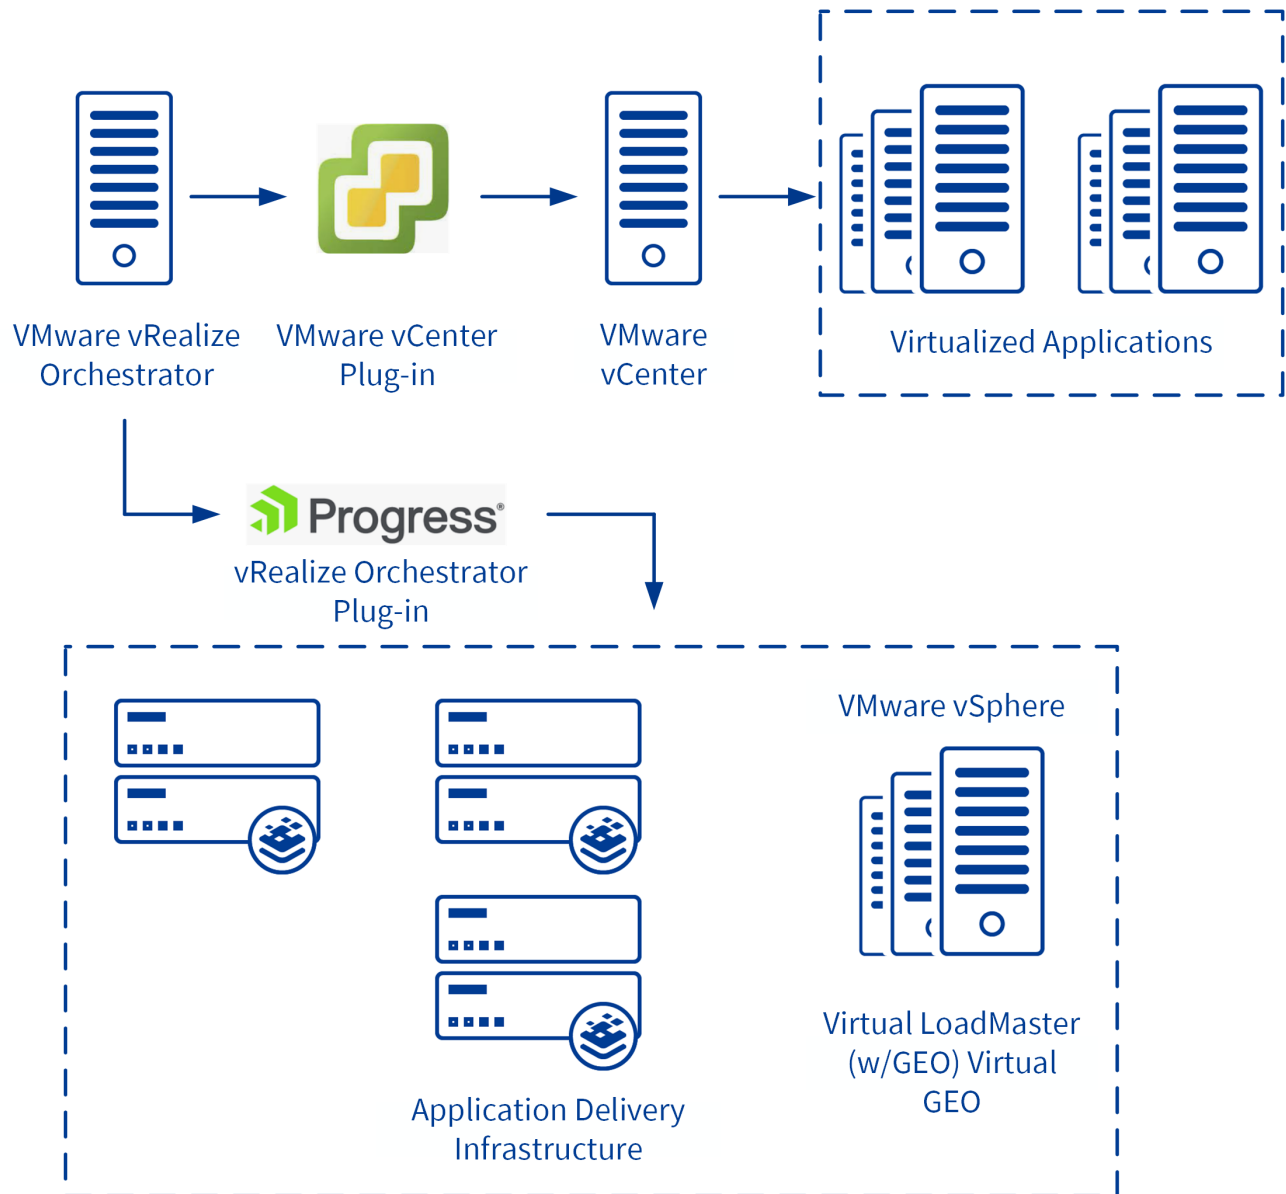 VMware vRealize
Orchestrator
VMware vCenter
Plug-in
VMware
vCenter
Virtualized Applications
Progress®
vRealize Orchestrator
Plug-in
VMware vSphere
Virtual LoadMaster
(w/GEO) Virtual
GEO
Application Delivery
Infrastructure